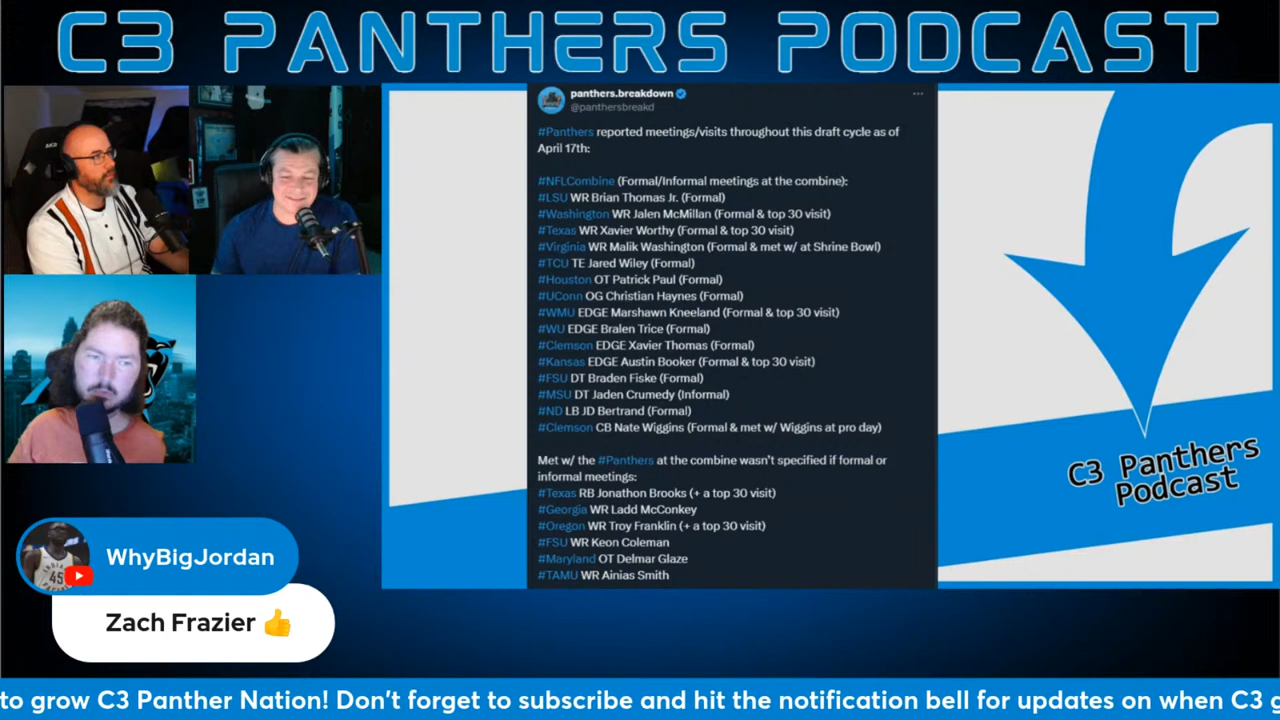 C3 PANTHERS PODCAST
panthers.breakdown
@panthersbreakd
#Panthers reported meetings/visits throughout this draft cycle as of
April 17th:
#NFLCombine (Formal/Informal meetings at the combine):
#LSU WR Brian Thomas Jr. (Formal)
#Washington WR Jalen McMillan (Formal & top 30 visit)
#Texas WR Xavier Worthy (Formal & top 30 visit)
#Virginia WR Malik Washington (Formal & met w/ at Shrine Bowl)
#TCU TE Jared Wiley (Formal)
#Houston OT Patrick Paul (Formal)
#UConn OG Christian Haynes (Formal)
#WMU EDGE Marshawn Kneeland (Formal & top 30 visit)
#WU EDGE Bralen Trice (Formal)
#Clemson EDGE Xavier Thomas (Formal)
#Kansas EDGE Austin Booker (Formal & top 30 visit)
#FSU DT Braden Fiske (Formal)
#MSU DT Jaden Crumedy (Informal)
#ND LB JD Bertrand (Formal)
#Clemson CB Nate Wiggins (Formal & met w/ Wiggins at pro day)
Met w/ the #Panthers at the combine wasn't specified if formal or
informal meetings:
#Texas RB Jonathon Brooks (+ a top 30 visit)
#Georgia WR Ladd McConkey
#Oregon WR Troy Franklin (+ a top 30 visit)
#FSU WR Keon Coleman
#Maryland OT Delmar Glaze
#TAMU WR Ainias Smith
C3 Panthers
Podcast
45
WhyBigJordan
Zach Frazier 👍
to grow C3 Panther Nation! Don't forget to subscribe and hit the notification bell for updates on when C3 g